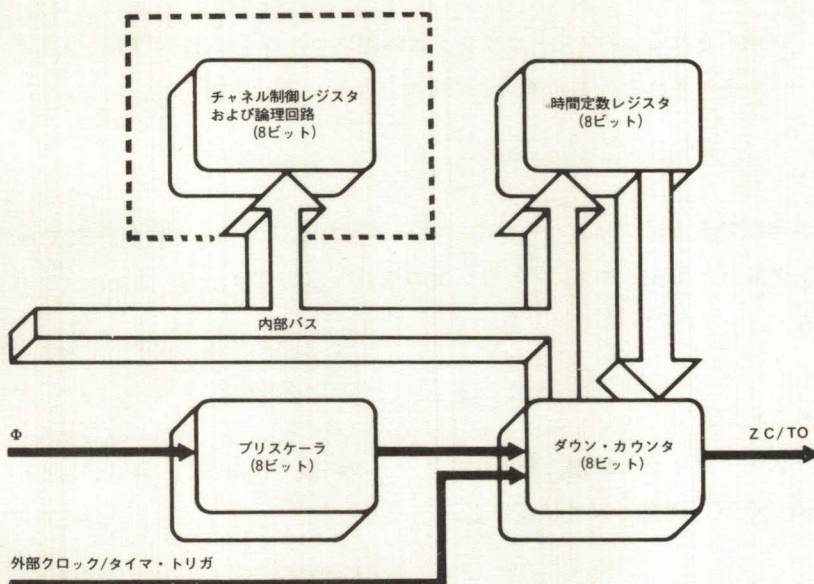 チャネル制御レジスタ
および論理回路
(8ビット)
時間定数レジスタ
(8ビット)
内部バス
Φ
プリスケーラ
(8ビット)
ダウン・カウンタ
(8ビット)
ZC/TO
外部クロック/タイマ・トリガ